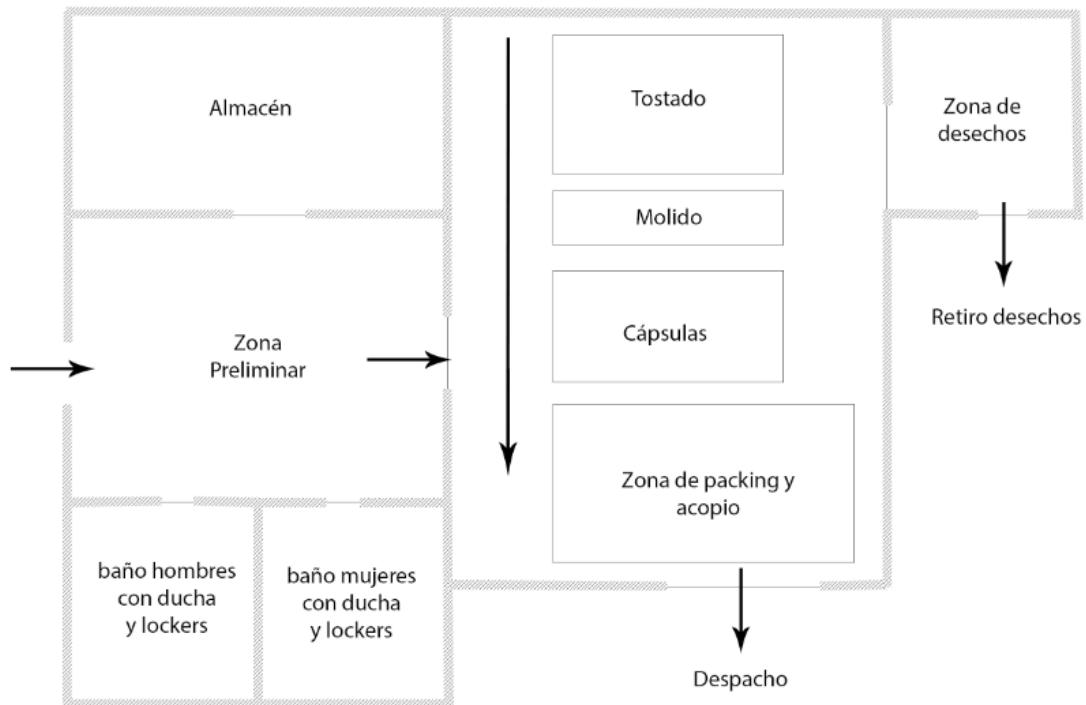 Almacén
Tostado
Zona de
desechos
Molido
Retiro desechos
Zona
Preliminar
Cápsulas
Zona de packing y
acopio
baño hombres
con ducha
y lockers
baño mujeres
con ducha
y lockers
Despacho